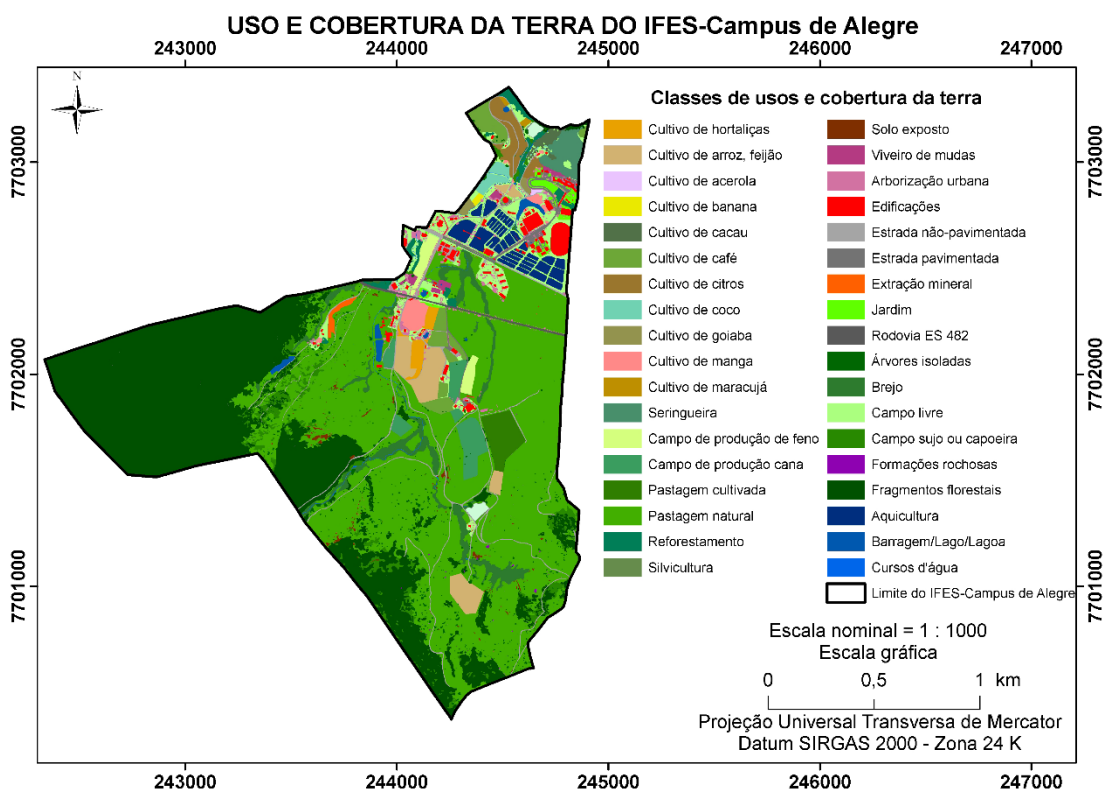 USO E COBERTURA DA TERRA DO IFES-Campus de Alegre
243000 244000 245000 246000 247000
N
7703000
7702000
7701000
Classes de usos e cobertura da terra
Cultivo de hortaliças
Cultivo de arroz, feijão
Cultivo de acerola
Cultivo de banana
Cultivo de cacau
Cultivo de café
Cultivo de citros
Cultivo de coco
Cultivo de goiaba
Cultivo de manga
Cultivo de maracujá
Seringueira
Campo de produção de feno
Campo de produção cana
Pastagem cultivada
Pastagem natural
Reforestamento
Silvicultura
Solo exposto
Viveiro de mudas
Arborização urbana
Edificações
Estrada não-pavimentada
Estrada pavimentada
Extração mineral
Jardim
Rodovia ES 482
Árvores isoladas
Brejo
Campo livre
Campo sujo ou capoeira
Formações rochosas
Fragmentos florestais
Aquicultura
Barragem/Lago/Lagoa
Cursos d'água
Limite do IFES-Campus de Alegre
7703000
7702000
7701000
Escala nominal = 1 : 1000
Escala gráfica
0 0,5 1 km
Projeção Universal Transversa de Mercator
Datum SIRGAS 2000 - Zona 24 K
243000 244000 245000 246000 247000